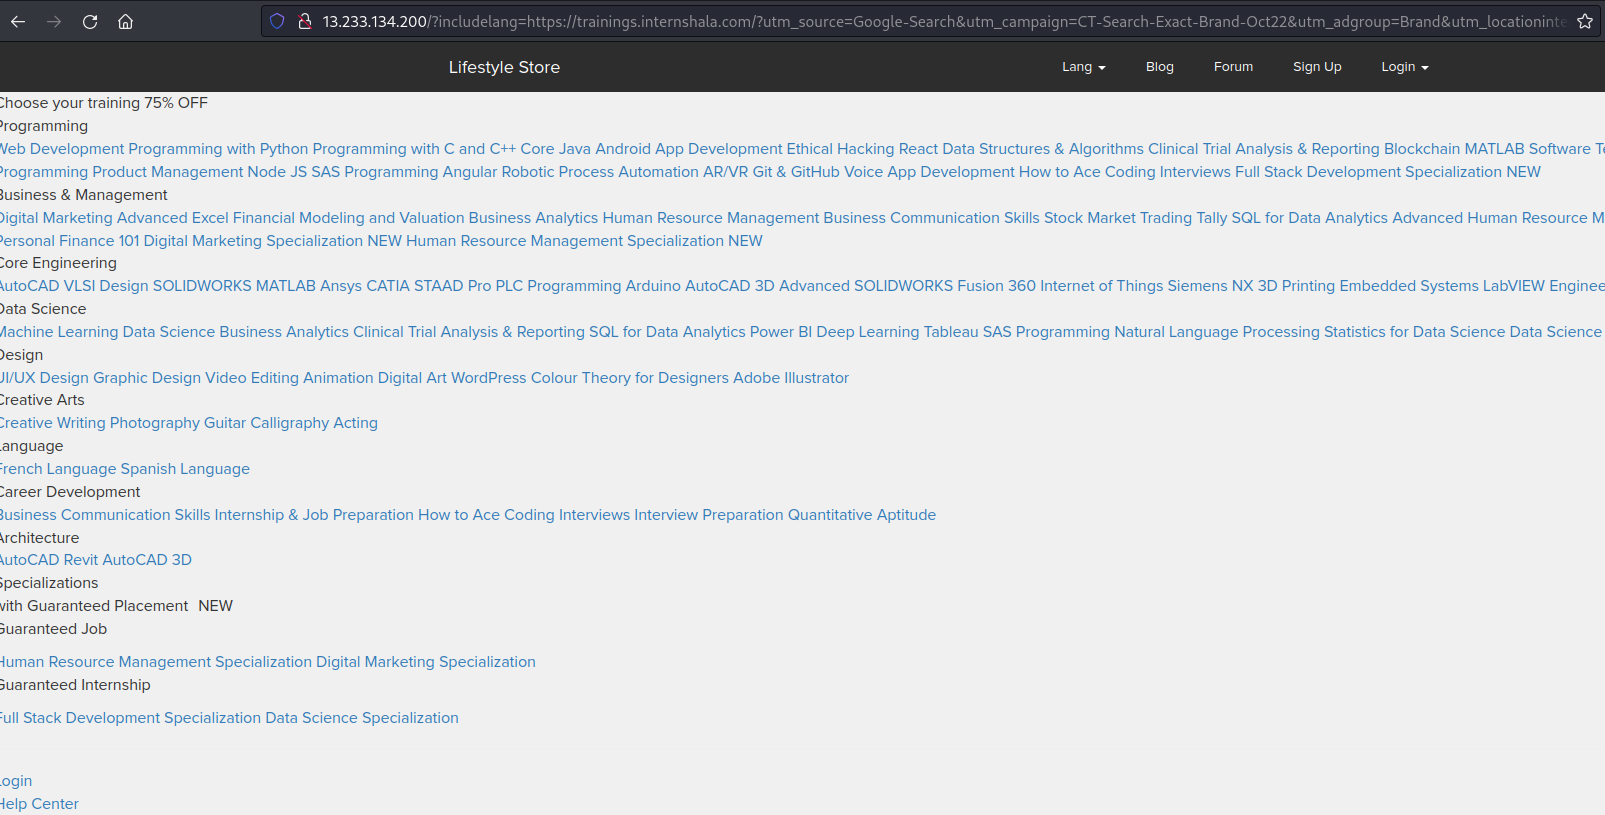 13.233.134.200/?includelang=https://trainings.internshala.com/?utm_source=Google-Search&utm_campaign=CT-Search-Exact-Brand-Oct22&utm_adgroup=Brand&utm_locationinte
Lifestyle Store Lang Blog Forum Sign Up Login
Choose your training 75% OFF
Programming
Web Development Programming with Python Programming with C and C++ Core Java Android App Development Ethical Hacking React Data Structures & Algorithms Clinical Trial Analysis & Reporting Blockchain MATLAB Software
Programming Product Management Node JS SAS Programming Angular Robotic Process Automation AR/VR Git & GitHub Voice App Development How to Ace Coding Interviews Full Stack Development Specialization NEW
Business & Management
Digital Marketing Advanced Excel Financial Modeling and Valuation Business Analytics Human Resource Management Business Communication Skills Stock Market Trading Tally SQL for Data Analytics Advanced Human Resource
Personal Finance 101 Digital Marketing Specialization NEW Human Resource Management Specialization NEW
Core Engineering
AutoCAD VLSI Design SOLIDWORKS MATLAB Ansys CATIA STAAD Pro PLC Programming Arduino AutoCAD 3D Advanced SOLIDWORKS Fusion 360 Internet of Things Siemens NX 3D Printing Embedded Systems LabVIEW Enginee
Data Science
Machine Learning Data Science Business Analytics Clinical Trial Analysis & Reporting SQL for Data Analytics Power BI Deep Learning Tableau SAS Programming Natural Language Processing Statistics for Data Science Data Science
Design
UI/UX Design Graphic Design Video Editing Animation Digital Art WordPress Colour Theory for Designers Adobe Illustrator
Creative Arts
Creative Writing Photography Guitar Calligraphy Acting
Language
French Language Spanish Language
Career Development
Business Communication Skills Internship & Job Preparation How to Ace Coding Interviews Interview Preparation Quantitative Aptitude
Architecture
AutoCAD Revit AutoCAD 3D
Specializations
with Guaranteed Placement NEW
Guaranteed Job
Human Resource Management Specialization Digital Marketing Specialization
Guaranteed Internship
Full Stack Development Specialization Data Science Specialization
Login
Help Center